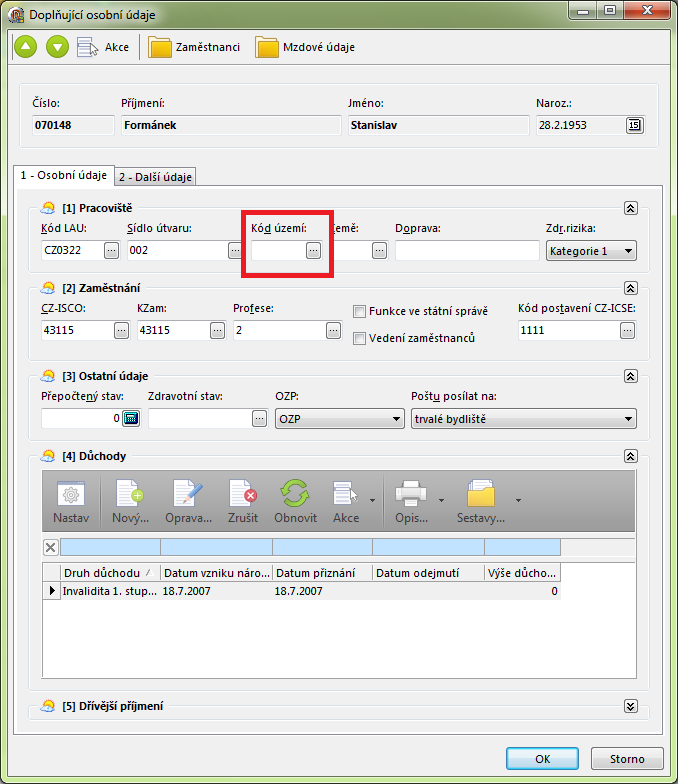 Doplňující osobní údaje
Akce Zaměstnanci Mzdové údaje
Číslo: Příjmení: Jméno: Naroz.:
070148 Formánek Stanislav 28.2.1953 15
1 - Osobní údaje 2 - Další údaje
[1] Pracoviště
Kód LAU: Sídlo útvaru: Kód území: Země: Doprava: Zdr.rizika:
CZ0322 ... 002 ... ... ... Kategorie 1
[2] Zaměstnání
CZ-ISCO: KZam: Profese: Funkce ve státní správě Kód postavení CZ-ICSE:
43115 ... 43115 ... 2 ... Vedení zaměstnanců 1111 ...
[3] Ostatní údaje
Přepočtený stav: Zdravotní stav: OZP: Poštu posílat na:
0 ... OZP trvalé bydliště
[4] Důchody
Nastav Nový... Oprava... Zrušit Obnovit Akce Opis... Sestavy...
Druh důchodu Datum vzniku náro... Datum přiznání Datum odejmutí Výše důcho...
Invalidita 1. stup... 18.7.2007 18.7.2007 0
[5] Dřívější příjmení
OK Storno